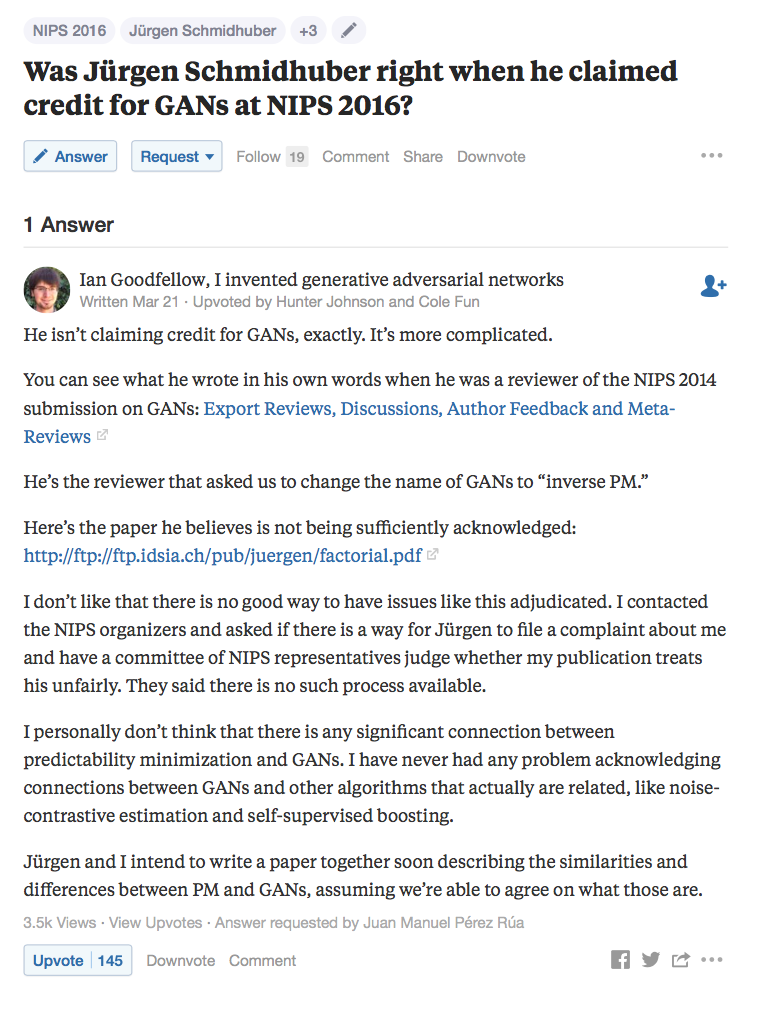 NIPS 2016 Jürgen Schmidhuber +3
Was Jürgen Schmidhuber right when he claimed
credit for GANs at NIPS 2016?
Answer Request Follow 19 Comment Share Downvote
1 Answer
Ian Goodfellow, I invented generative adversarial networks
Written Mar 21 · Upvoted by Hunter Johnson and Cole Fun
He isn’t claiming credit for GANs, exactly. It’s more complicated.
You can see what he wrote in his own words when he was a reviewer of the NIPS 2014
submission on GANs: Export Reviews, Discussions, Author Feedback and Meta-
Reviews
He’s the reviewer that asked us to change the name of GANs to “inverse PM.”
Here’s the paper he believes is not being sufficiently acknowledged:
http://ftp://ftp.idsia.ch/pub/juergen/factorial.pdf
I don’t like that there is no good way to have issues like this adjudicated. I contacted
the NIPS organizers and asked if there is a way for Jürgen to file a complaint about me
and have a committee of NIPS representatives judge whether my publication treats
his unfairly. They said there is no such process available.
I personally don’t think that there is any significant connection between
predictability minimization and GANs. I have never had any problem acknowledging
connections between GANs and other algorithms that actually are related, like noise-
contrastive estimation and self-supervised boosting.
Jürgen and I intend to write a paper together soon describing the similarities and
differences between PM and GANs, assuming we’re able to agree on what those are.
3.5k Views · View Upvotes · Answer requested by Juan Manuel Pérez Rúa
Upvote 145 Downvote Comment